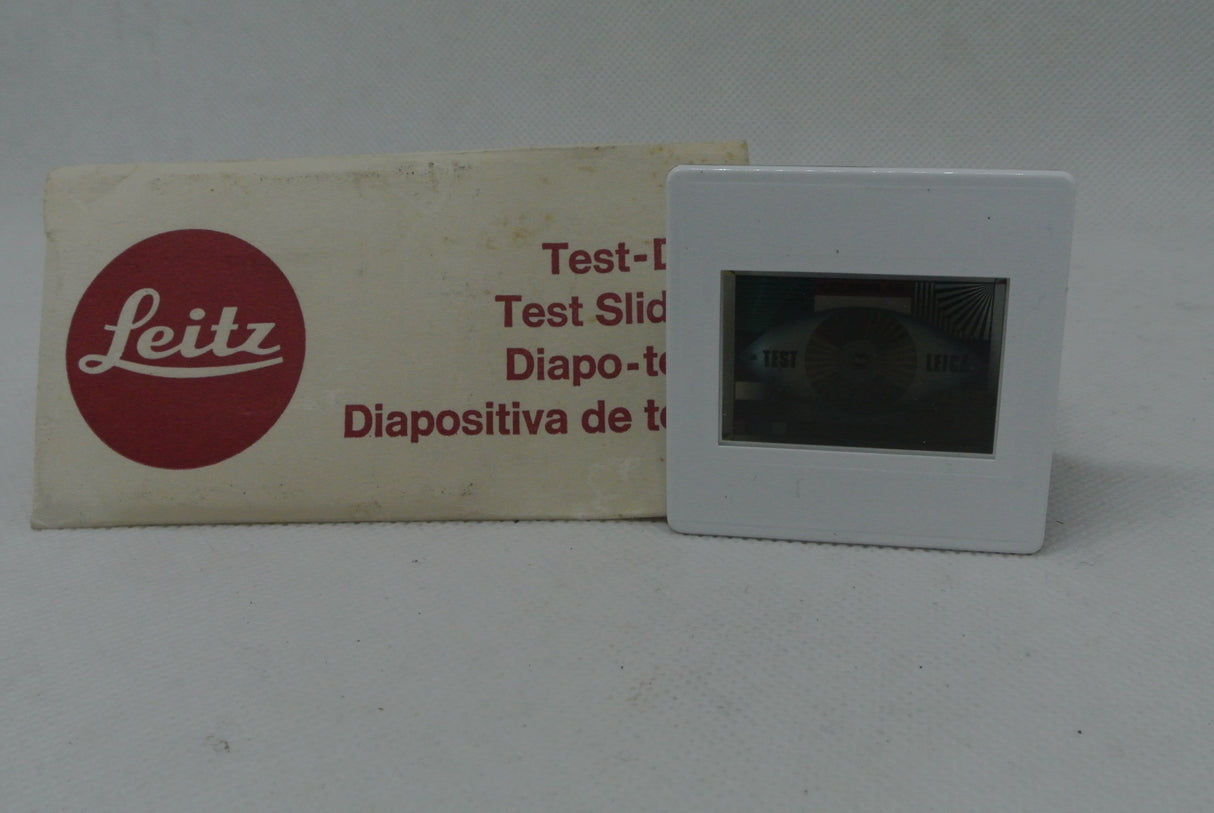 Leitz
Test-D
Test Slid
Diapo-te
Diapositiva de te
TEST
LEICA